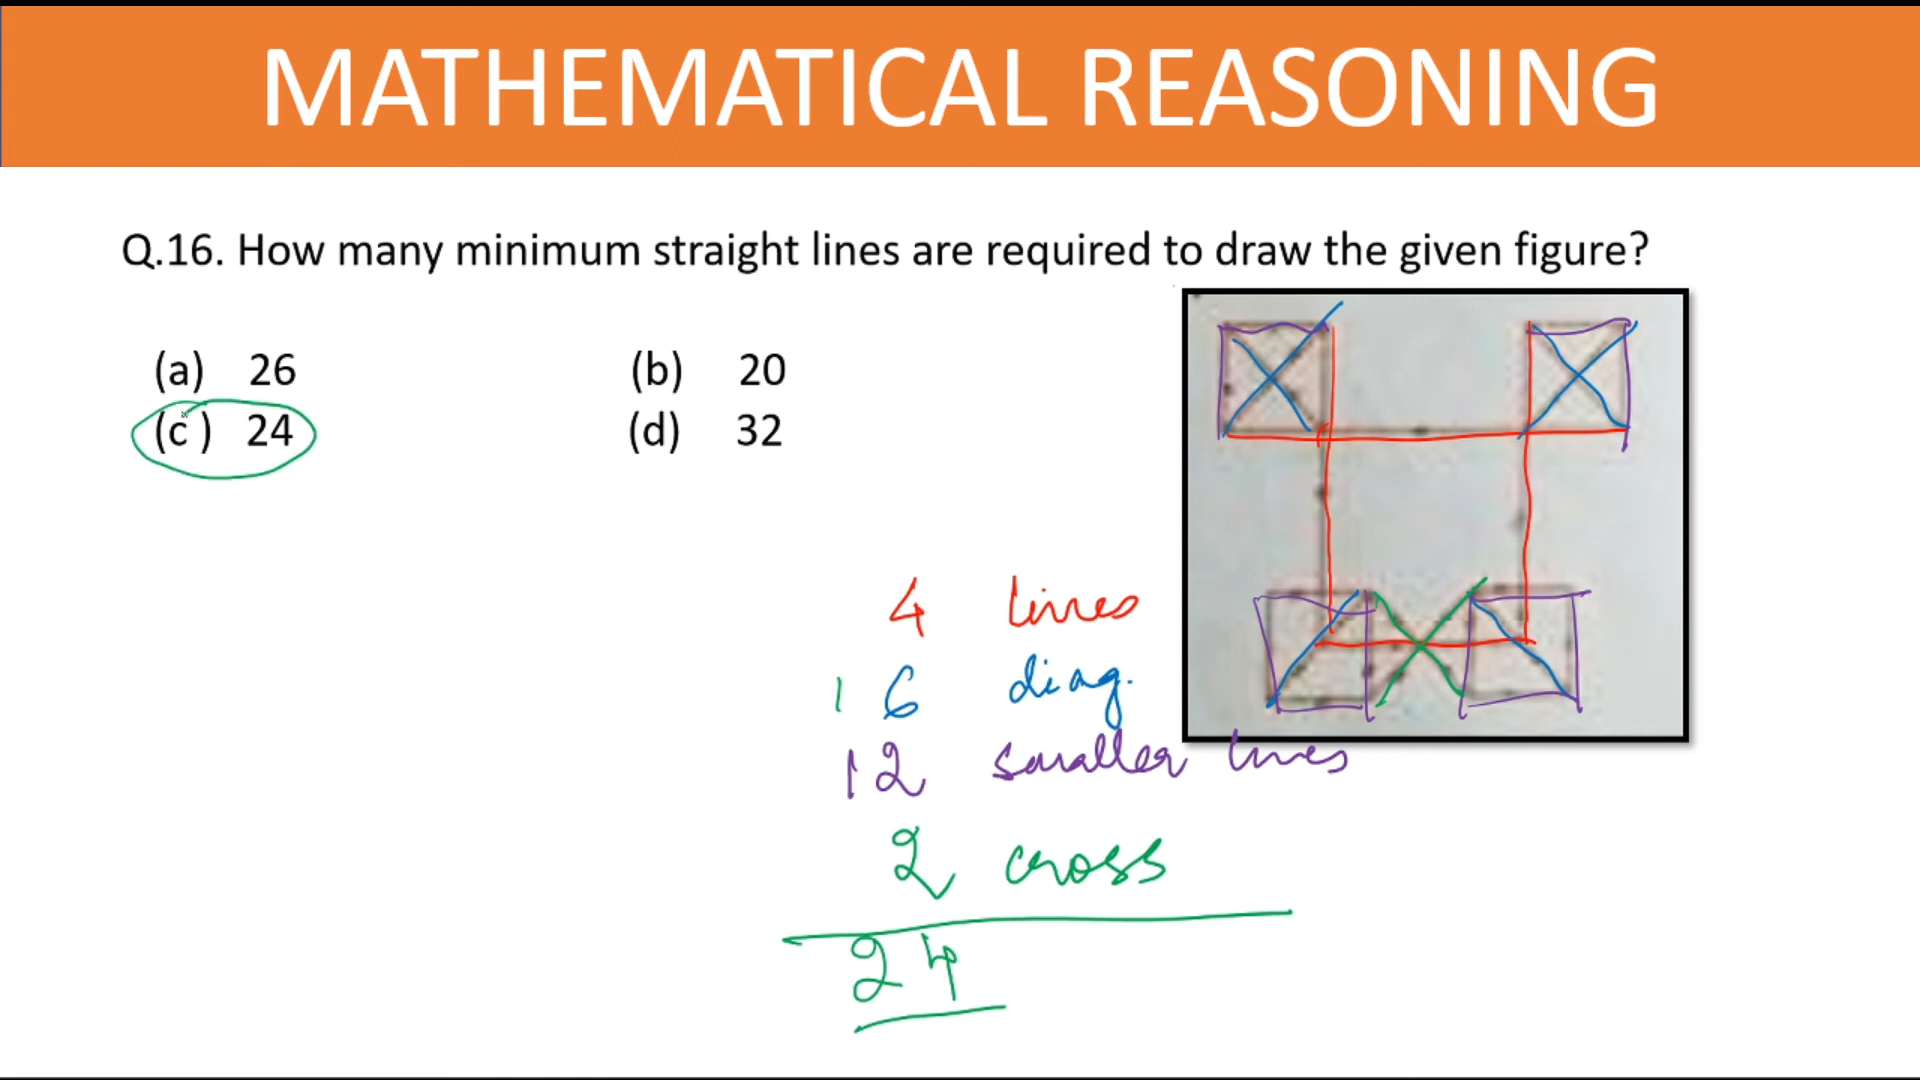 MATHEMATICAL REASONING
Q.16. How many minimum straight lines are required to draw the given figure?
(a) 26
(b) 20
(c ) 24
(d) 32
4 lines
6 diag.
12 smaller lines
2 cross
24